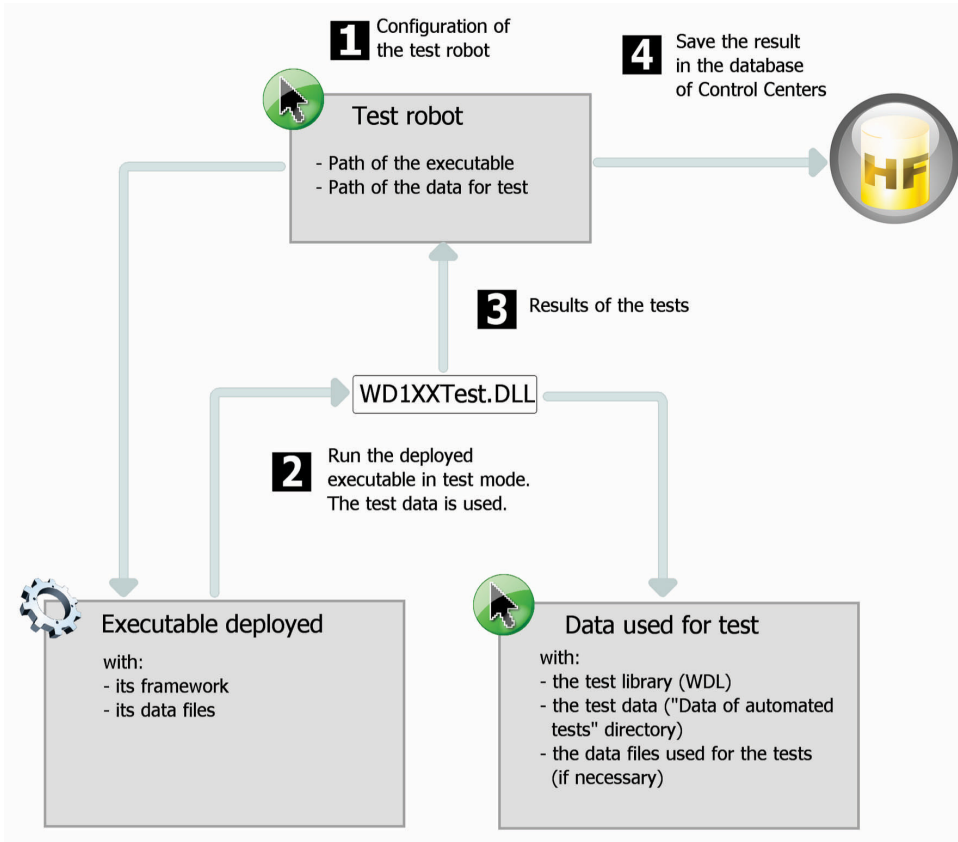 1
Configuration of
the test robot
4
Save the result
in the database
of Control Centers
Test robot
- Path of the executable
- Path of the data for test
HF
3
Results of the tests
WD1XXTest.DLL
2
Run the deployed
executable in test mode.
The test data is used.
Executable deployed
with:
- its framework
- its data files
Data used for test
with:
- the test library (WDL)
- the test data ("Data of automated
tests" directory)
- the data files used for the tests
(if necessary)